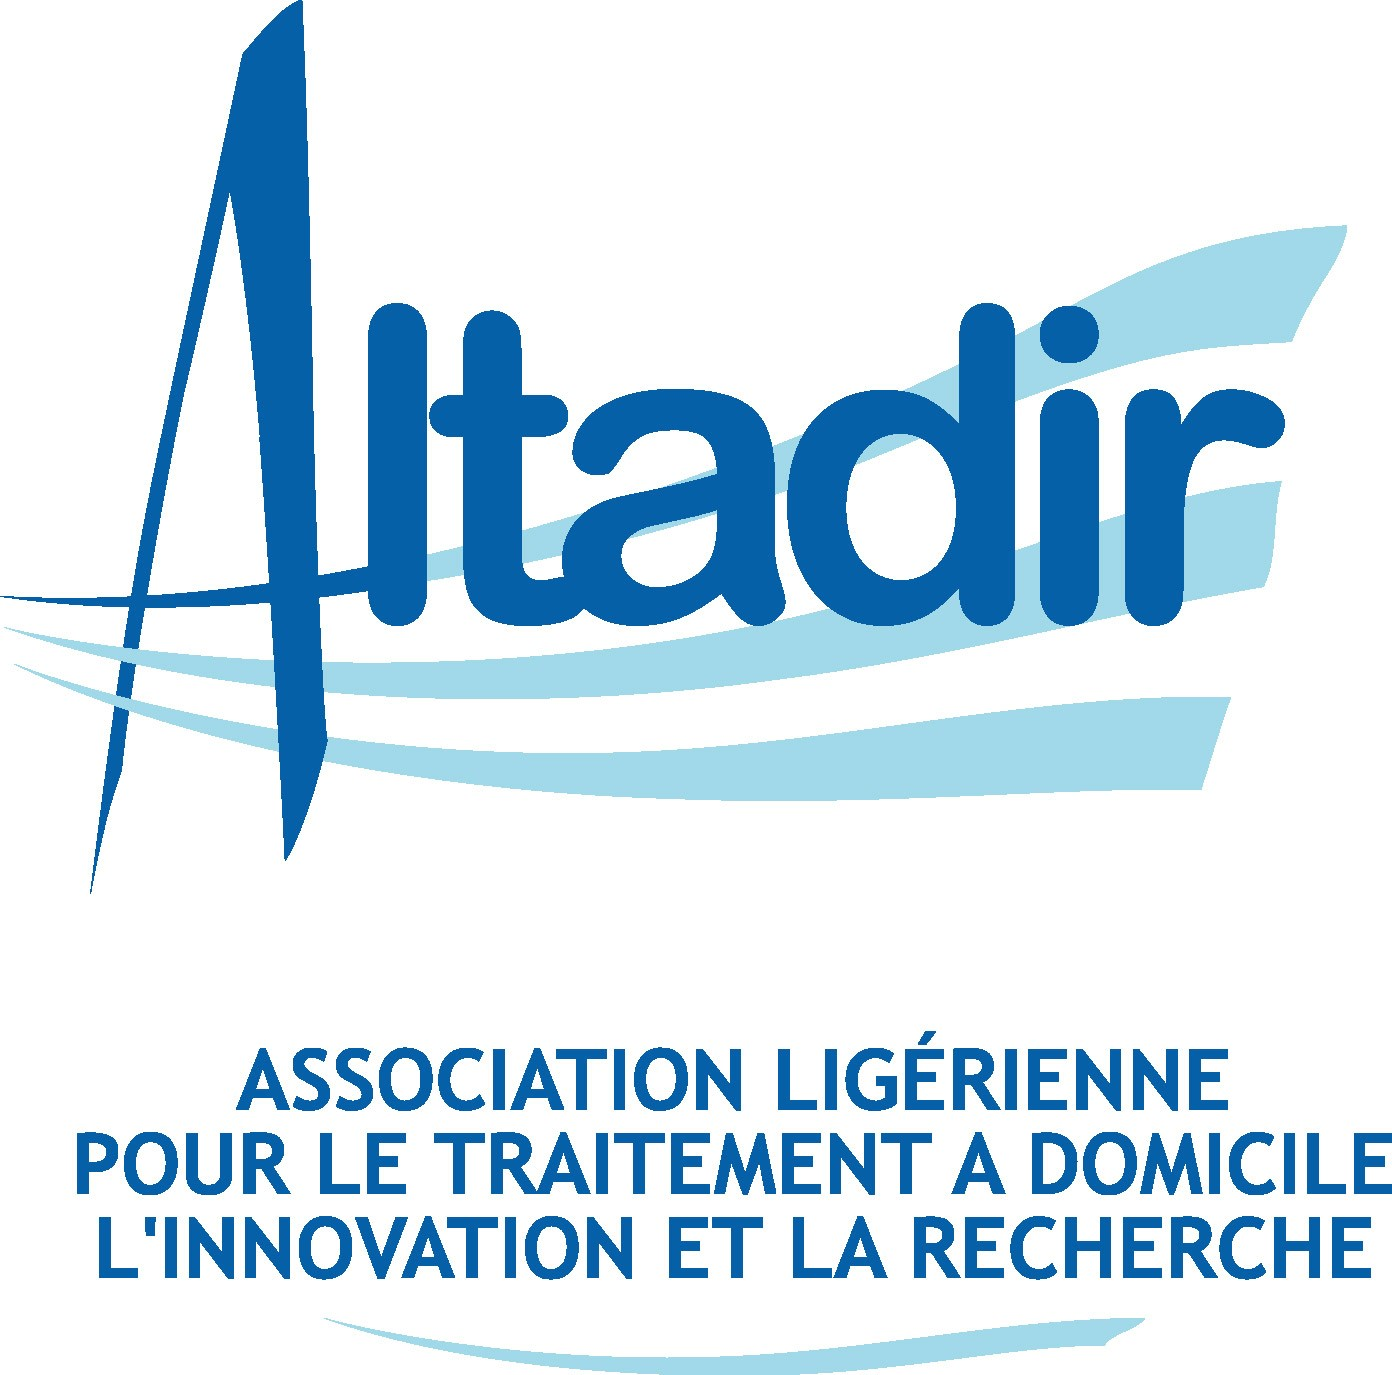 Altadir
ASSOCIATION LIGÉRIENNE
POUR LE TRAITEMENT A DOMICILE
L'INNOVATION ET LA RECHERCHE